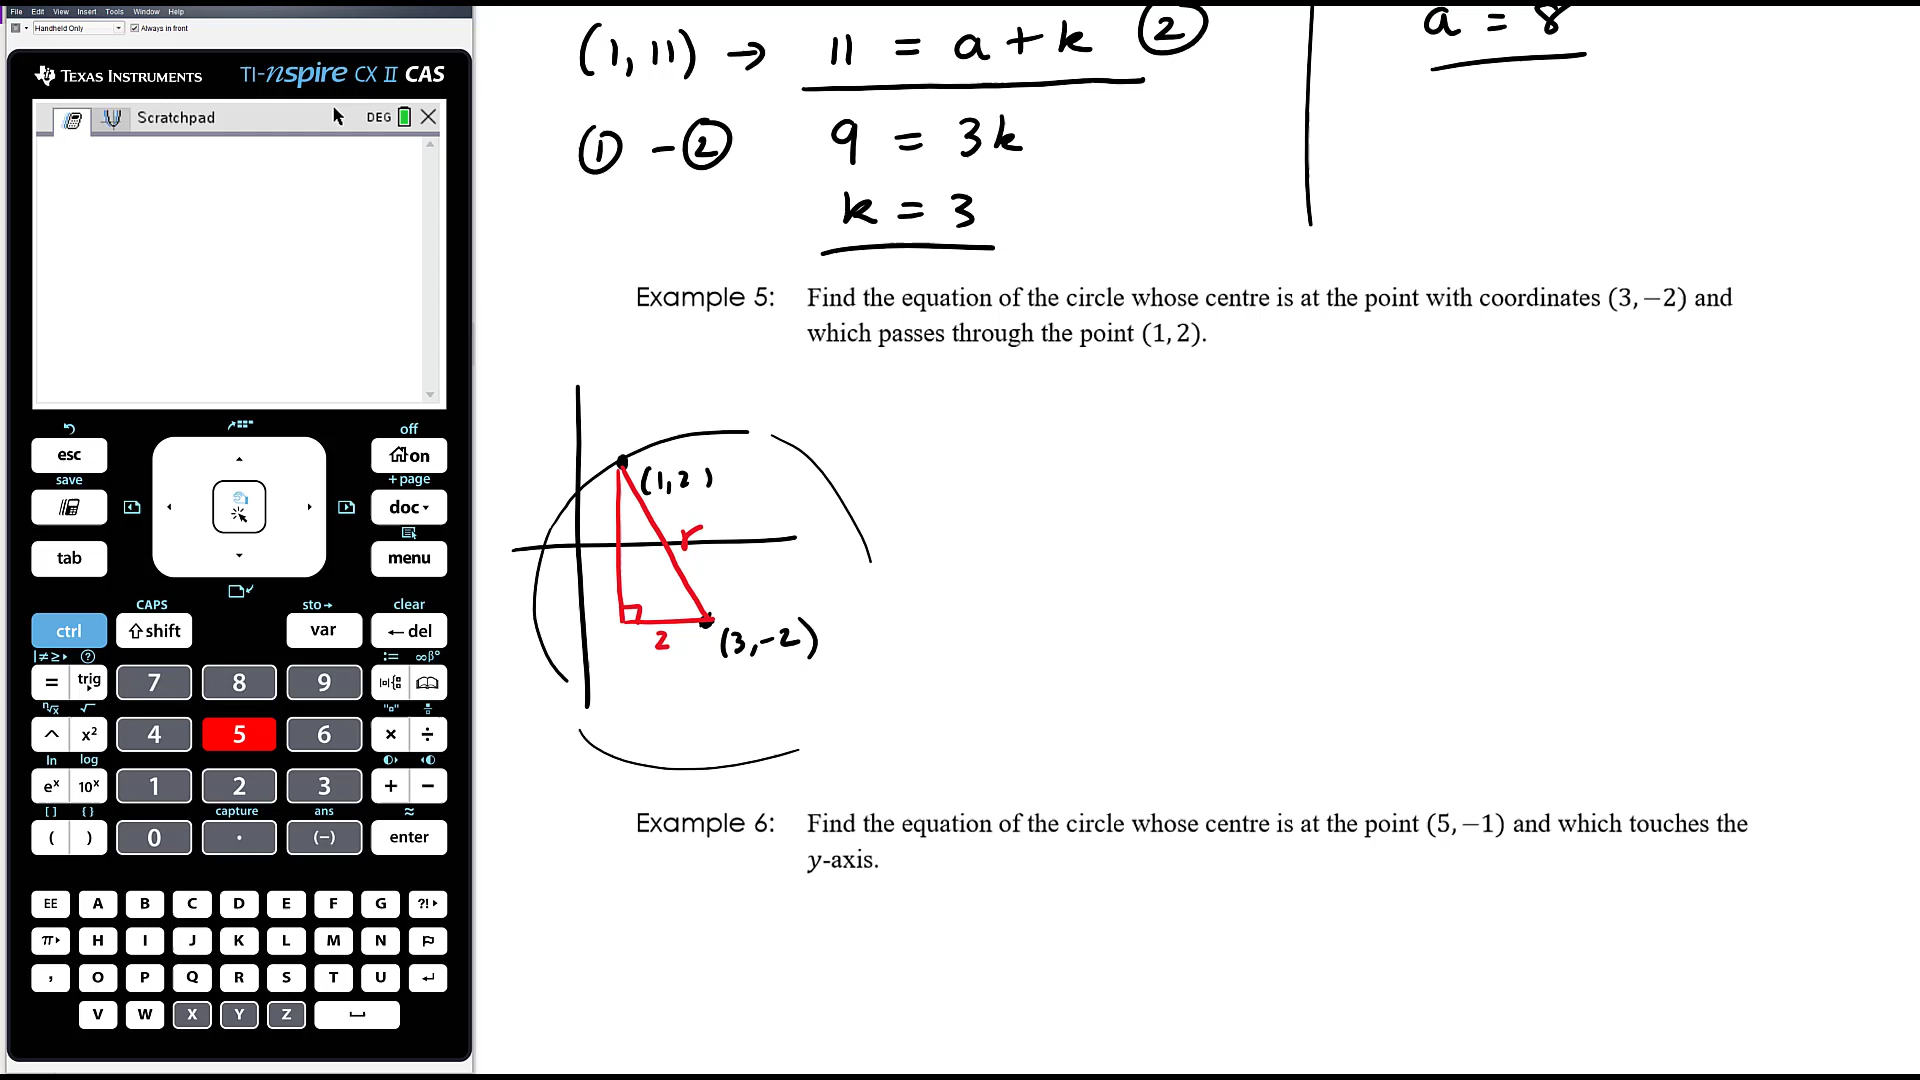 File Edit View Insert Tools Window Help
Handheld Only Always in front
TEXAS INSTRUMENTS TI-nspire CX II CAS
Scratchpad DEG
off
esc on
save + page
doc
tab menu
CAPS sto→ clear
ctrl shift var ← del
|≠≥▸ ? := ∞β°
= trig 7 8 9
ⁿ√x √
^ x² 4 5 6 × ÷
ln log
eˣ 10ˣ 1 2 3 + −
[ ] { } capture ans ≈
( ) 0 . (−) enter
EE A B C D E F G ?!▸
π▸ H I J K L M N
, O P Q R S T U
V W X Y Z
a = 8
(1, 11) → 11 = a + k ②
① − ② 9 = 3k
k = 3
Example 5: Find the equation of the circle whose centre is at the point with coordinates (3, −2) and
which passes through the point (1, 2).
(1, 2)
r
2
(3, −2)
Example 6: Find the equation of the circle whose centre is at the point (5, −1) and which touches the
y-axis.